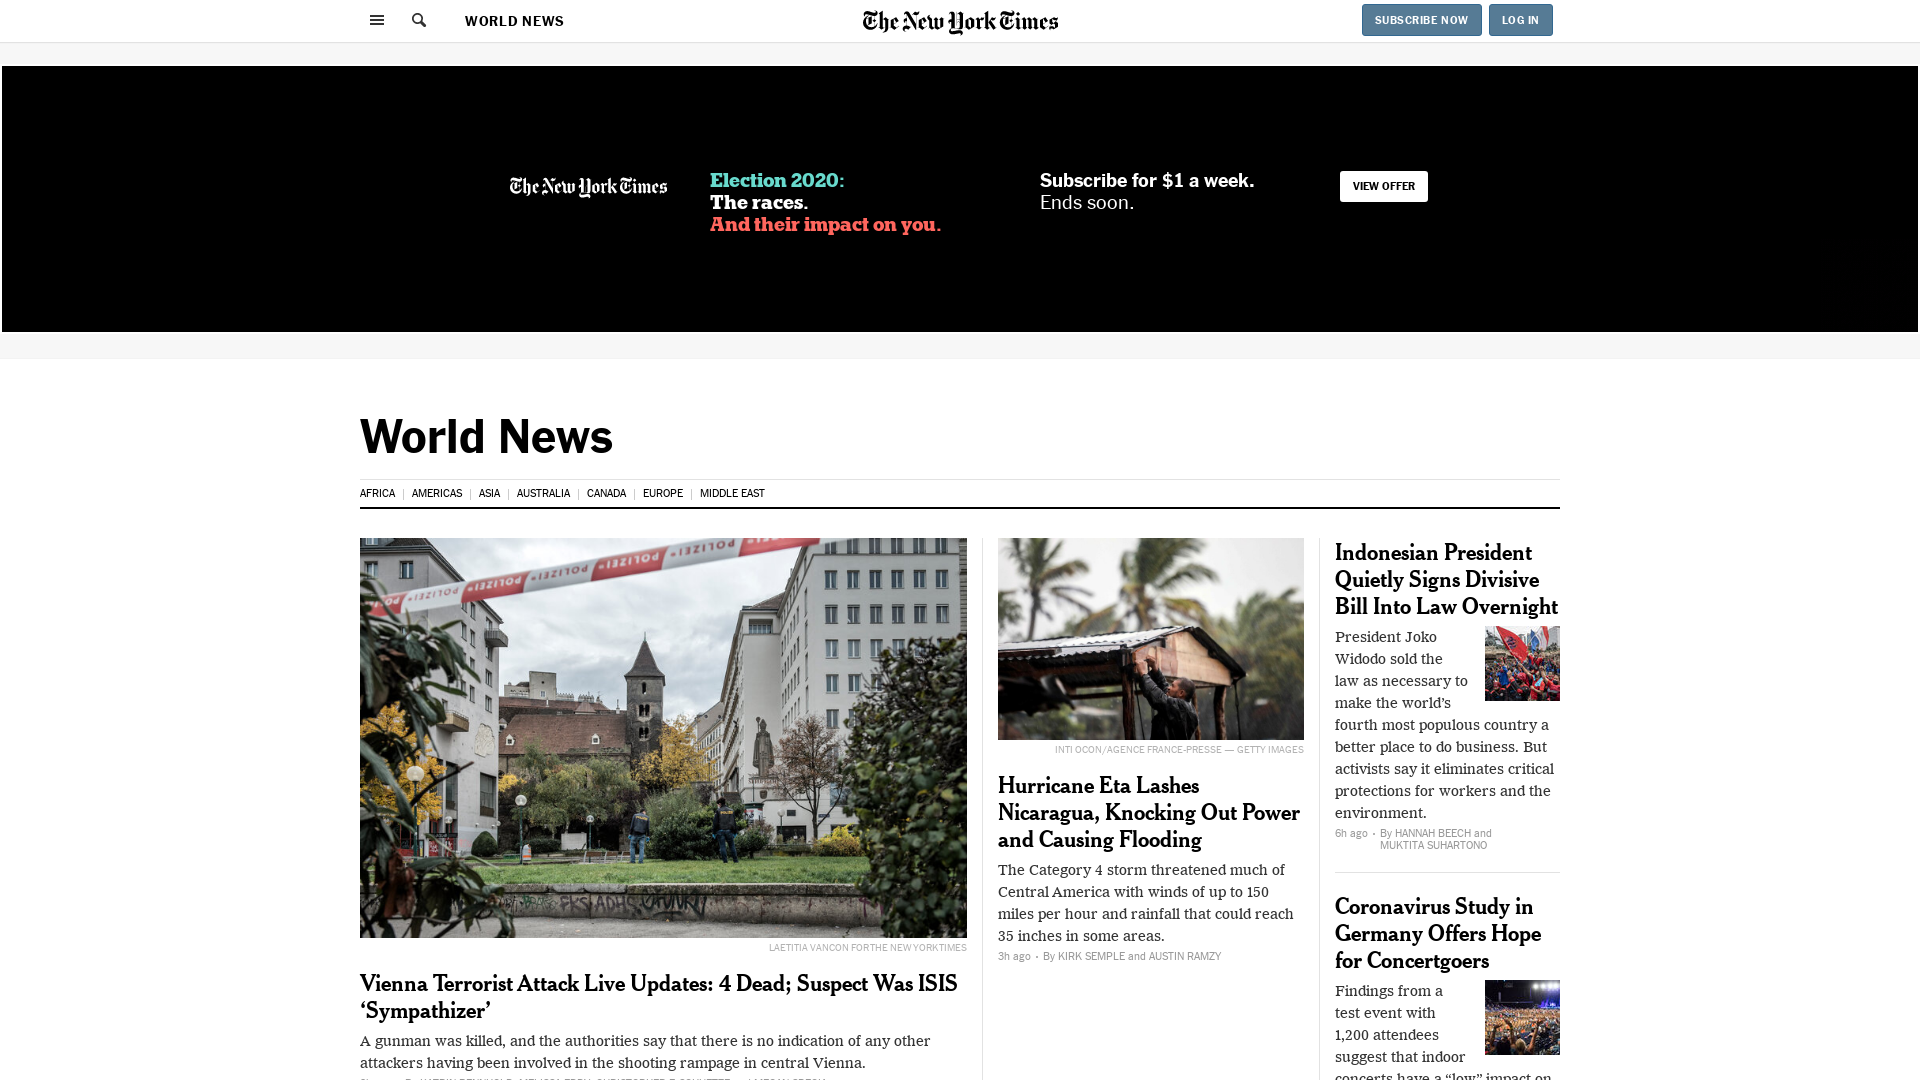 WORLD NEWS
The New York Times
SUBSCRIBE NOW
LOG IN
The New York Times
Election 2020:
The races.
And their impact on you.
Subscribe for $1 a week.
Ends soon.
VIEW OFFER
World News
AFRICA
AMERICAS
ASIA
AUSTRALIA
CANADA
EUROPE
MIDDLE EAST
POLIZEI
POLIZEI
POLIZEI
POLIZEI
LAETITIA VANCON FOR THE NEW YORK TIMES
Vienna Terrorist Attack Live Updates: 4 Dead; Suspect Was ISIS
‘Sympathizer’
A gunman was killed, and the authorities say that there is no indication of any other
attackers having been involved in the shooting rampage in central Vienna.
INTI OCON/AGENCE FRANCE-PRESSE — GETTY IMAGES
Hurricane Eta Lashes
Nicaragua, Knocking Out Power
and Causing Flooding
The Category 4 storm threatened much of
Central America with winds of up to 150
miles per hour and rainfall that could reach
35 inches in some areas.
3h ago · By KIRK SEMPLE and AUSTIN RAMZY
Indonesian President
Quietly Signs Divisive
Bill Into Law Overnight
President Joko
Widodo sold the
law as necessary to
make the world’s
fourth most populous country a
better place to do business. But
activists say it eliminates critical
protections for workers and the
environment.
6h ago · By HANNAH BEECH and
MUKTITA SUHARTONO
Coronavirus Study in
Germany Offers Hope
for Concertgoers
Findings from a
test event with
1,200 attendees
suggest that indoor
concerts have a “low” impact on